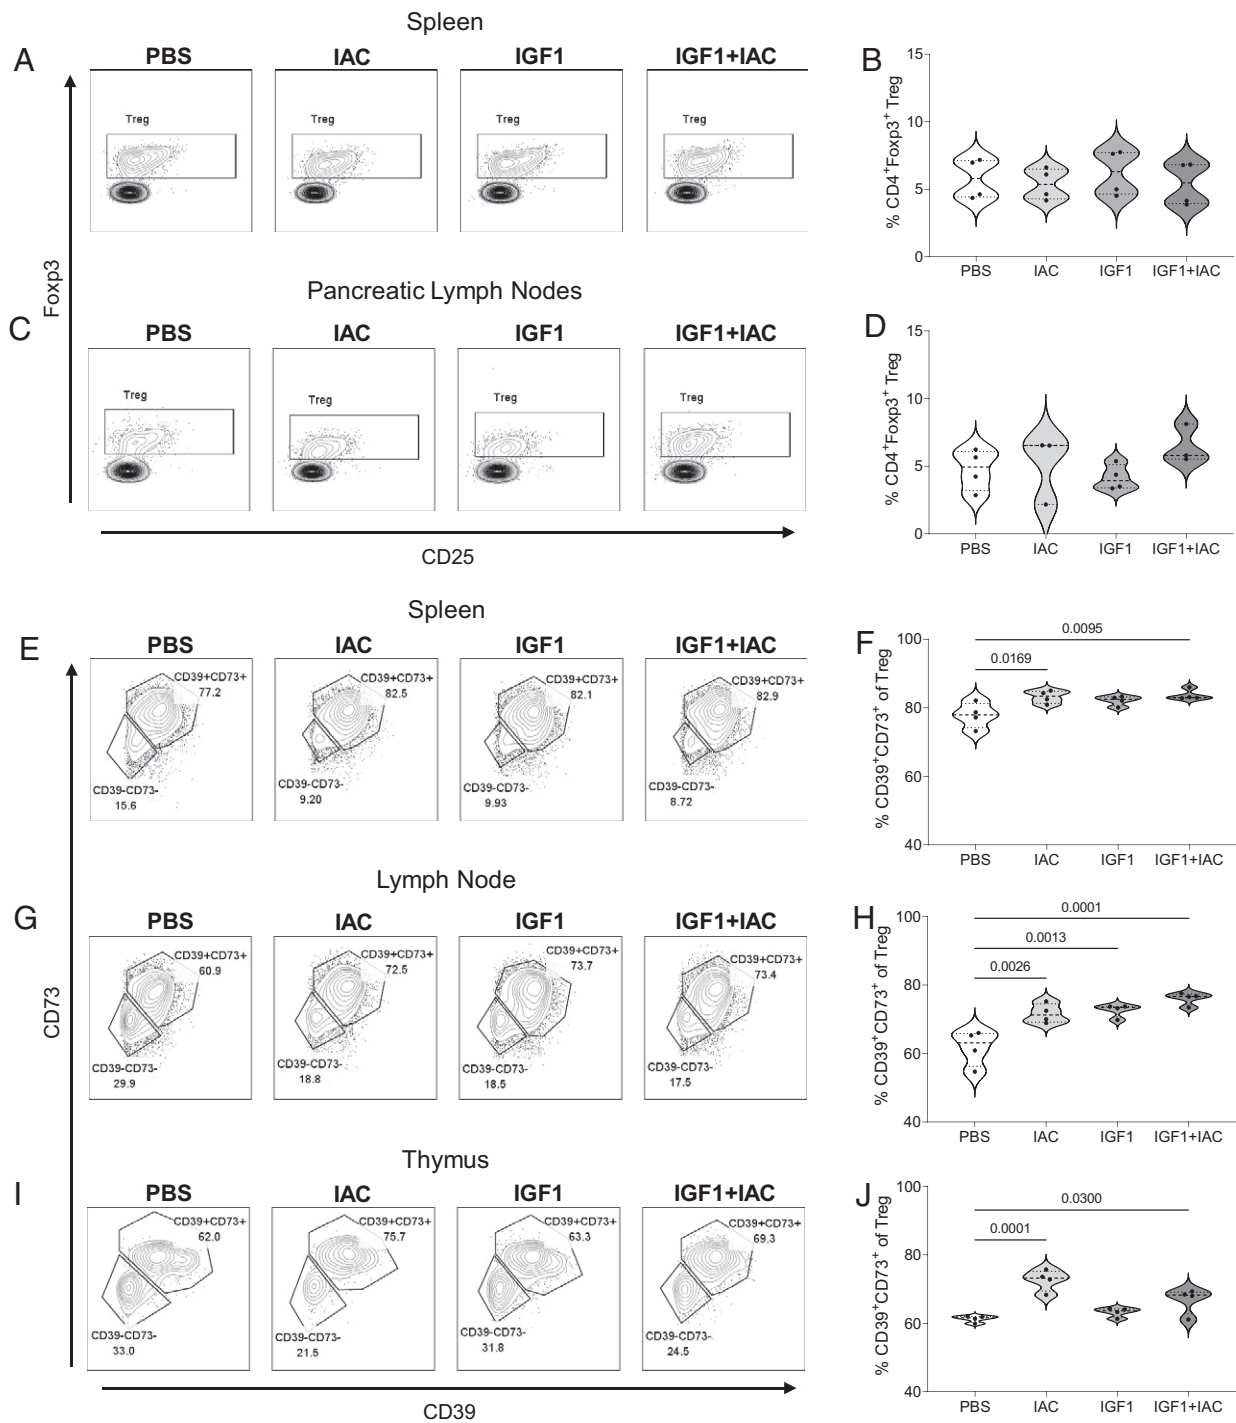 Spleen
A
PBS
IAC
IGF1
IGF1+IAC
Treg
Treg
Treg
Treg
B
% CD4+Foxp3+ Treg
15
10
5
0
PBS
IAC
IGF1
IGF1+IAC
Foxp3
Pancreatic Lymph Nodes
C
PBS
IAC
IGF1
IGF1+IAC
Treg
Treg
Treg
Treg
CD25
D
% CD4+Foxp3+ Treg
15
10
5
0
PBS
IAC
IGF1
IGF1+IAC
Spleen
E
PBS
IAC
IGF1
IGF1+IAC
CD39+CD73+
77.2
CD39-CD73-
15.6
CD39+CD73+
82.5
CD39-CD73-
9.20
CD39+CD73+
82.1
CD39-CD73-
9.93
CD39+CD73+
82.9
CD39-CD73-
8.72
F
% CD39+CD73+ of Treg
100
80
60
40
0.0095
0.0169
PBS
IAC
IGF1
IGF1+IAC
Lymph Node
G
PBS
IAC
IGF1
IGF1+IAC
CD39+CD73+
60.9
CD39-CD73-
29.9
CD39+CD73+
72.5
CD39-CD73-
18.8
CD39+CD73+
73.7
CD39-CD73-
18.5
CD39+CD73+
73.4
CD39-CD73-
17.5
CD73
H
% CD39+CD73+ of Treg
100
80
60
40
0.0001
0.0013
0.0026
PBS
IAC
IGF1
IGF1+IAC
Thymus
I
PBS
IAC
IGF1
IGF1+IAC
CD39+CD73+
62.0
CD39-CD73-
33.0
CD39+CD73+
75.7
CD39-CD73-
21.5
CD39+CD73+
63.3
CD39-CD73-
31.8
CD39+CD73+
69.3
CD39-CD73-
24.5
CD39
J
% CD39+CD73+ of Treg
100
80
60
40
0.0300
0.0001
PBS
IAC
IGF1
IGF1+IAC